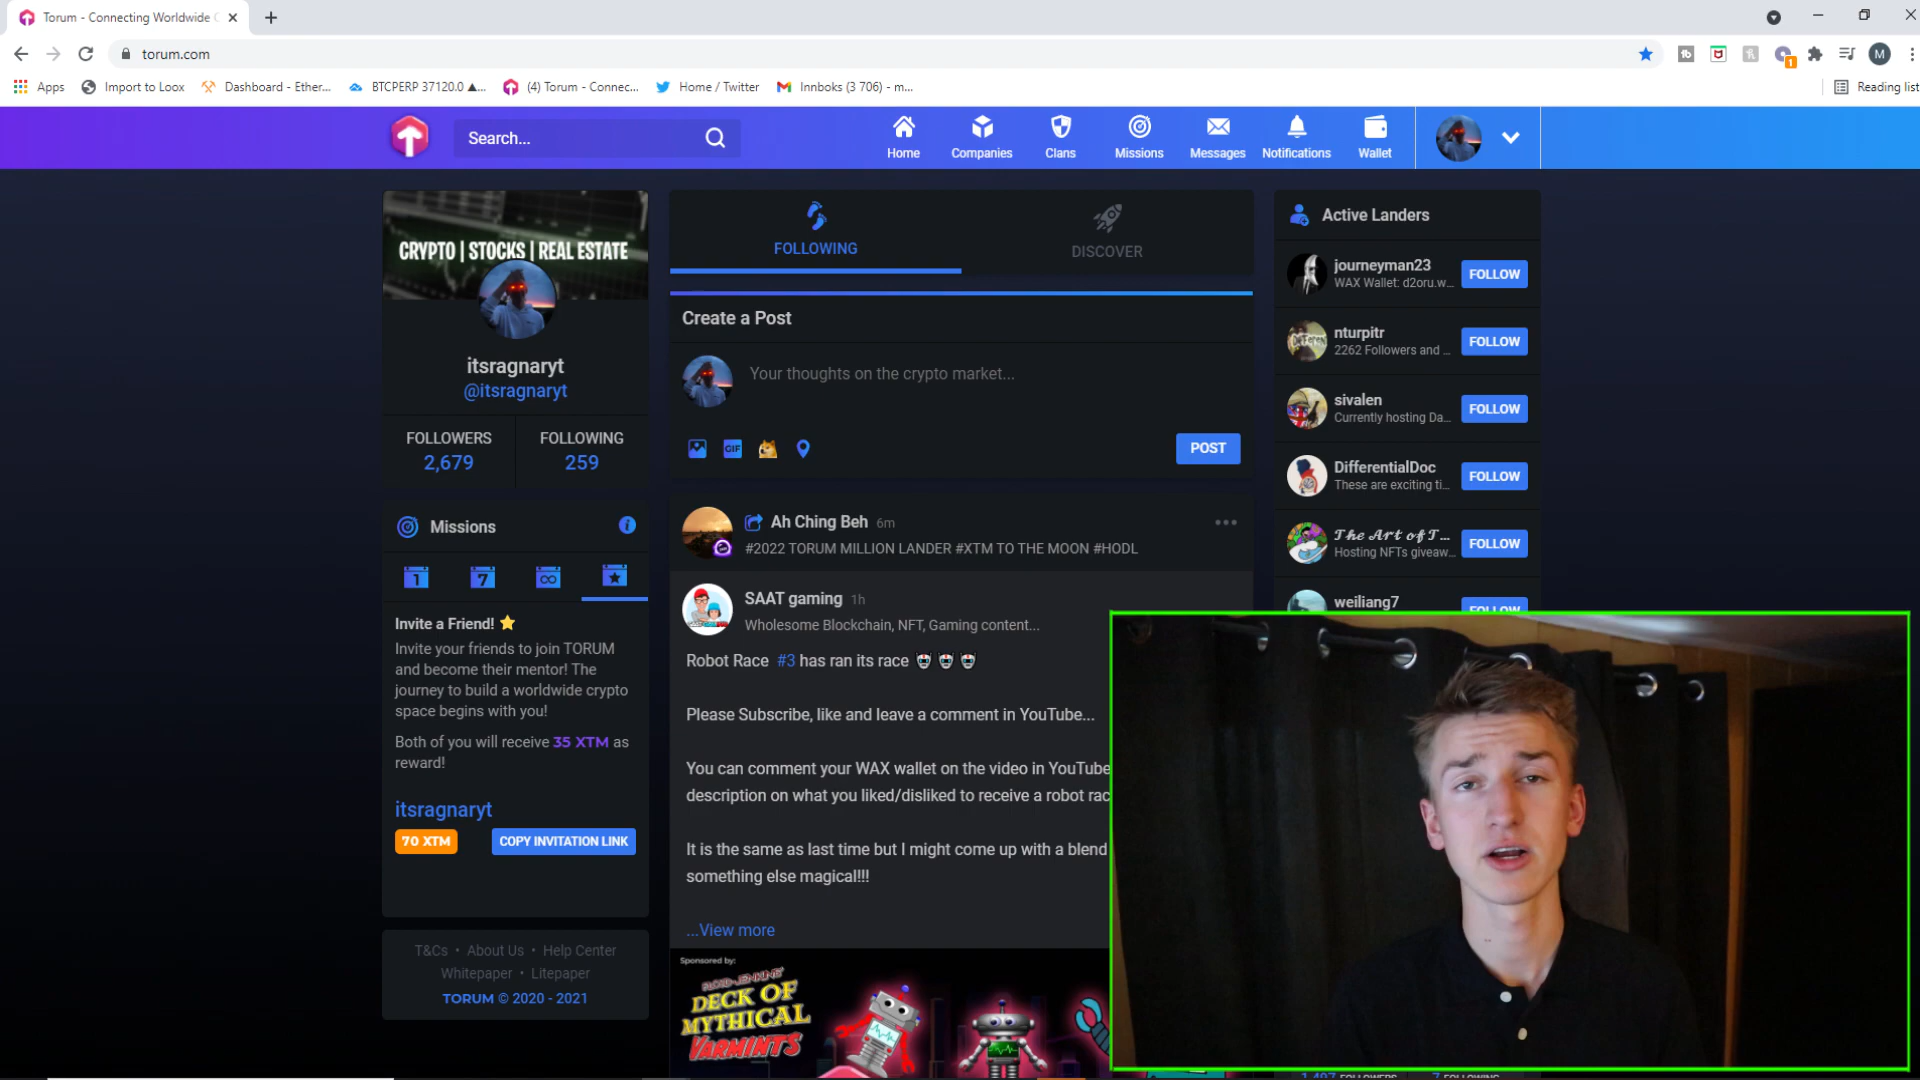 Torum - Connecting Worldwide
torum.com
Apps
Import to Loox
Dashboard - Ether...
BTCPERP 37120.0 ▲...
(4) Torum - Connec...
Home / Twitter
Innboks (3 706) - m...
Reading list
M
1
Search...
Home
Companies
Clans
Missions
Messages
Notifications
Wallet
CRYPTO | STOCKS | REAL ESTATE
itsragnaryt
@itsragnaryt
FOLLOWERS
2,679
FOLLOWING
259
Missions
1
7
Invite a Friend!
Invite your friends to join TORUM
and become their mentor! The
journey to build a worldwide crypto
space begins with you!
Both of you will receive 35 XTM as
reward!
itsragnaryt
70 XTM
COPY INVITATION LINK
T&Cs • About Us • Help Center
Whitepaper • Litepaper
TORUM © 2020 - 2021
FOLLOWING
DISCOVER
Create a Post
Your thoughts on the crypto market...
GIF
POST
Ah Ching Beh 6m
#2022 TORUM MILLION LANDER #XTM TO THE MOON #HODL
SAAT gaming 1h
Wholesome Blockchain, NFT, Gaming content...
Robot Race #3 has ran its race
Please Subscribe, like and leave a comment in YouTube...
You can comment your WAX wallet on the video in YouTube
description on what you liked/disliked to receive a robot rac
It is the same as last time but I might come up with a blend
something else magical!!!
...View more
Sponsored by:
DECK OF
MYTHICAL
VARMINTS
Active Landers
journeyman23
WAX Wallet: d2oru.w...
FOLLOW
nturpitr
2262 Followers and ...
FOLLOW
sivalen
Currently hosting Da...
FOLLOW
DifferentialDoc
These are exciting ti...
FOLLOW
The Art of T...
Hosting NFTs giveaw...
FOLLOW
weiliang7
FOLLOW